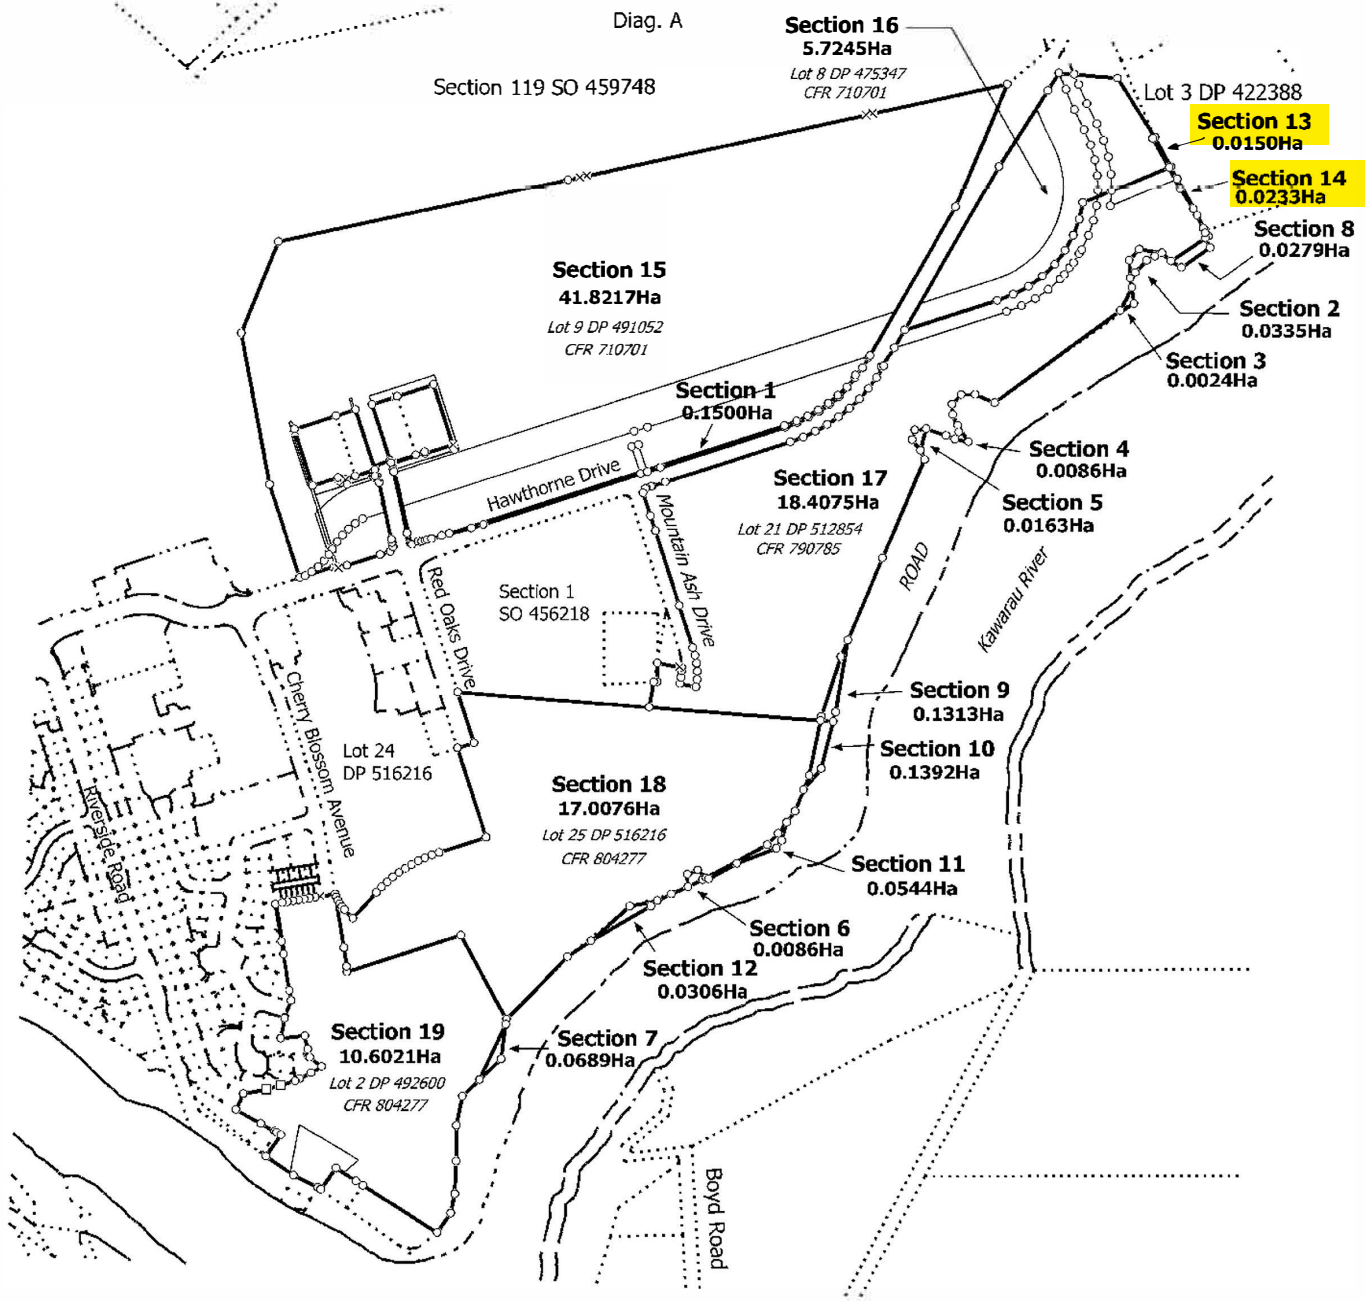 Diag. A
Section 16
5.7245Ha
Lot 8 DP 475347
CFR 710701
Section 119 SO 459748
Lot 3 DP 422388
Section 13
0.0150Ha
Section 14
0.0233Ha
Section 8
0.0279Ha
Section 15
41.8217Ha
Lot 9 DP 491052
CFR 710701
Section 2
0.0335Ha
Section 3
0.0024Ha
Section 1
0.1500Ha
Section 4
0.0086Ha
Section 17
18.4075Ha
Lot 21 DP 512854
CFR 790785
Hawthorne Drive
Section 5
0.0163Ha
Mountain Ash Drive
ROAD
Kawarau River
Red Oaks Drive
Section 1
SO 456218
Section 9
0.1313Ha
Cherry Blossom Avenue
Section 10
0.1392Ha
Lot 24
DP 516216
Section 18
17.0076Ha
Lot 25 DP 516216
CFR 804277
Riverside Road
Section 11
0.0544Ha
Section 6
0.0086Ha
Section 12
0.0306Ha
Section 19
10.6021Ha
Lot 2 DP 492600
CFR 804277
Section 7
0.0689Ha
Boyd Road